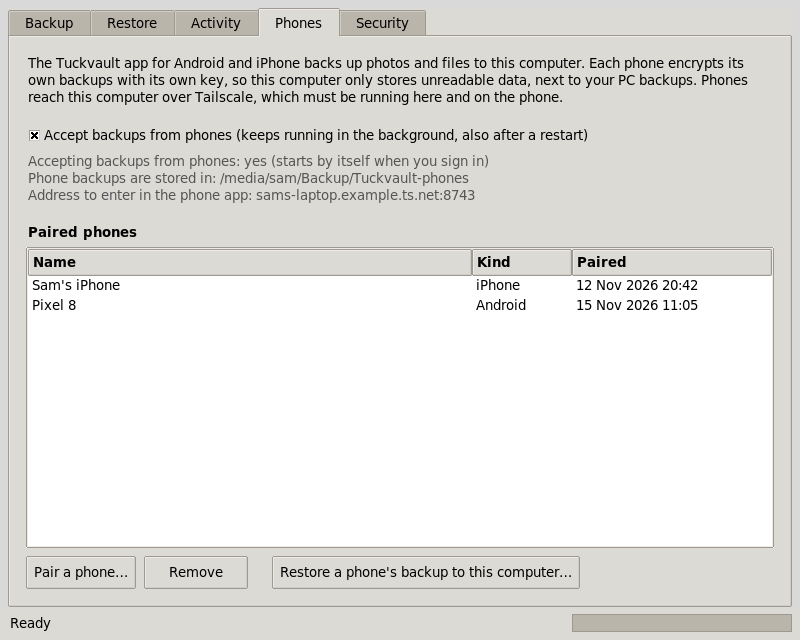 Backup Restore Activity Phones Security
The Tuckvault app for Android and iPhone backs up photos and files to this computer. Each phone encrypts its
own backups with its own key, so this computer only stores unreadable data, next to your PC backups. Phones
reach this computer over Tailscale, which must be running here and on the phone.
Accept backups from phones (keeps running in the background, also after a restart)
Accepting backups from phones: yes (starts by itself when you sign in)
Phone backups are stored in: /media/sam/Backup/Tuckvault-phones
Address to enter in the phone app: sams-laptop.example.ts.net:8743
Paired phones
Name Kind Paired
Sam's iPhone iPhone 12 Nov 2026 20:42
Pixel 8 Android 15 Nov 2026 11:05
Pair a phone... Remove Restore a phone's backup to this computer...
Ready